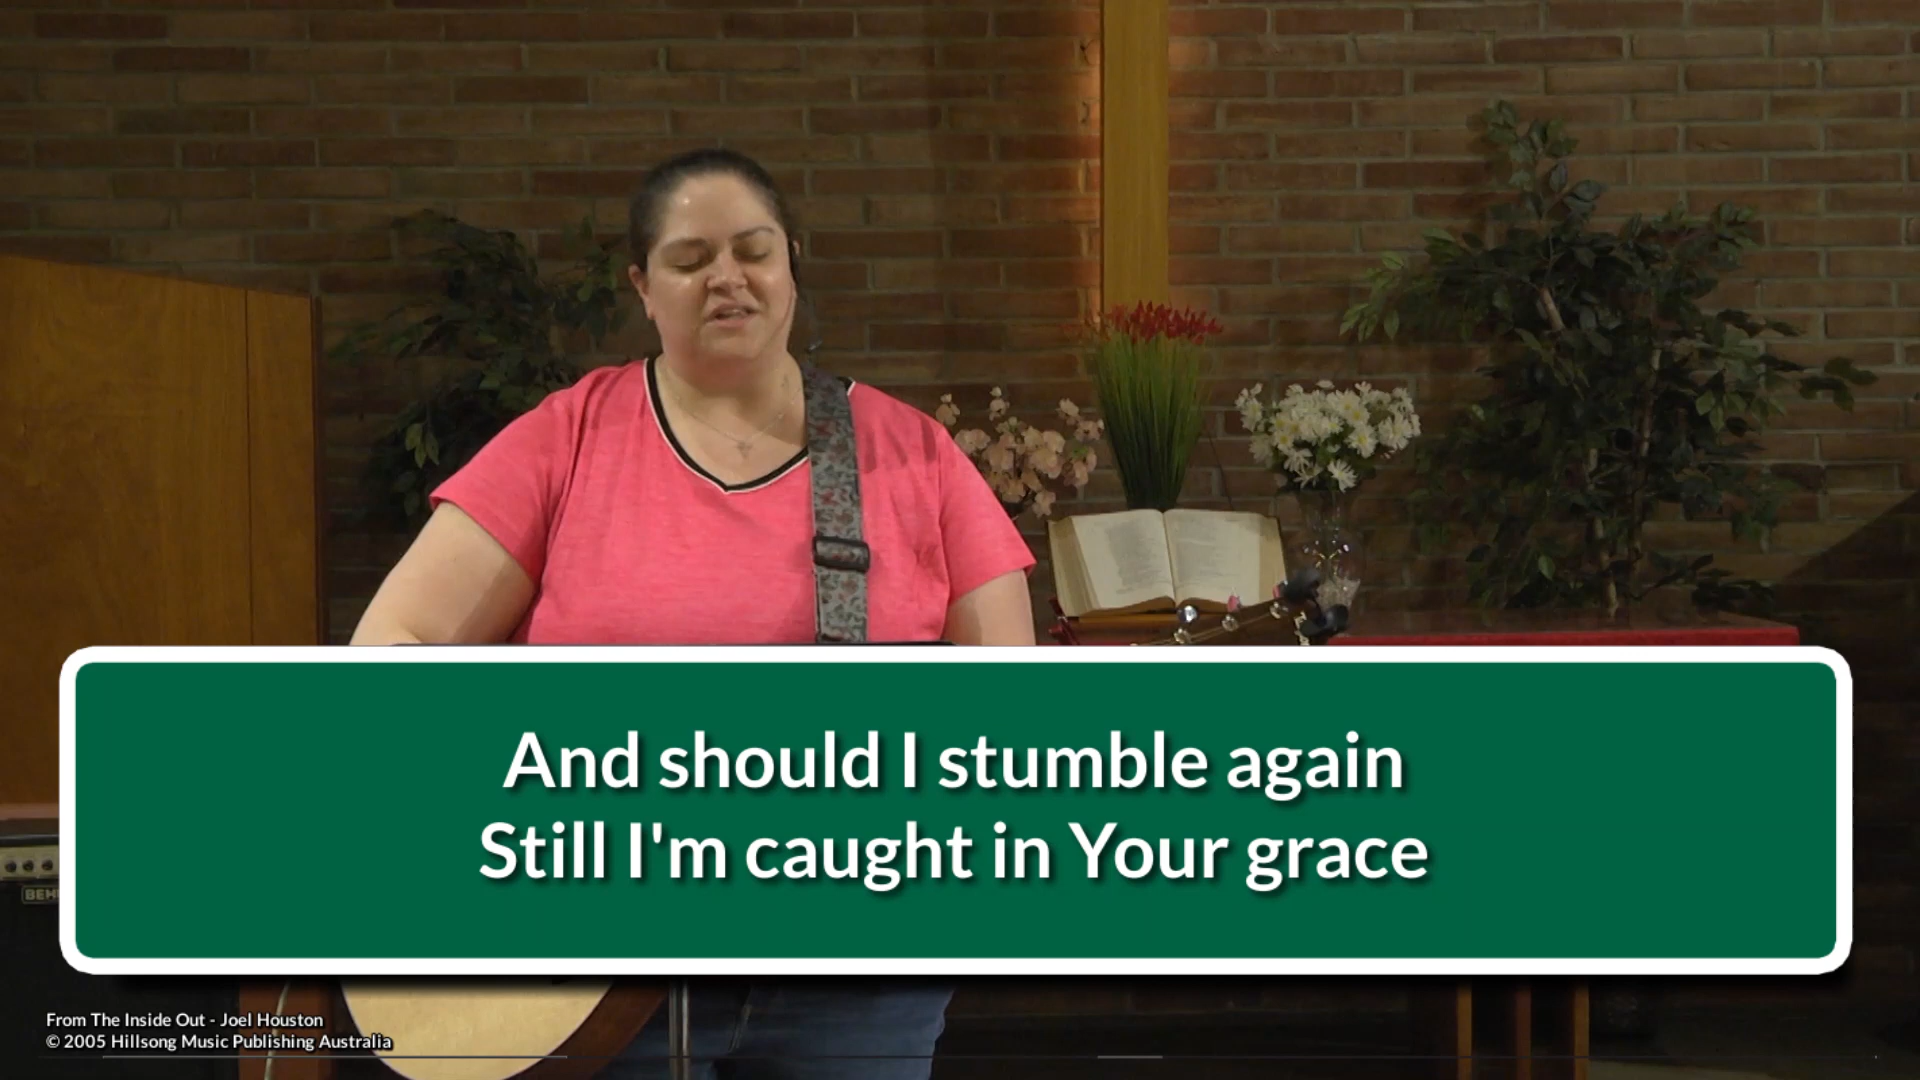 And should I stumble again
Still I'm caught in Your grace
From The Inside Out - Joel Houston
© 2005 Hillsong Music Publishing Australia